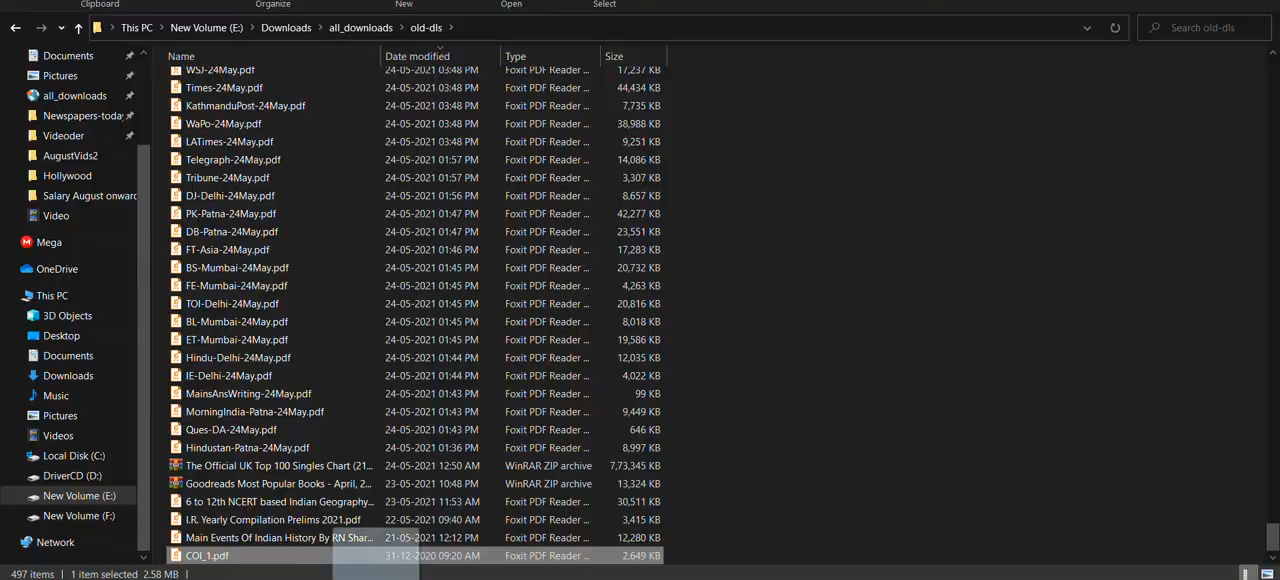 Clipboard Organize New Open Select
This PC New Volume (E:) Downloads all_downloads old-dls Search old-dls
Documents
Pictures
all_downloads
Newspapers-today
Videoder
AugustVids2
Hollywood
Salary August onward
Video
Mega
OneDrive
This PC
3D Objects
Desktop
Documents
Downloads
Music
Pictures
Videos
Local Disk (C:)
DriverCD (D:)
New Volume (E:)
New Volume (F:)
Network
Name Date modified Type Size
WSJ-24May.pdf 24-05-2021 03:48 PM Foxit PDF Reader ... 17,237 KB
Times-24May.pdf 24-05-2021 03:48 PM Foxit PDF Reader ... 44,434 KB
KathmanduPost-24May.pdf 24-05-2021 03:48 PM Foxit PDF Reader ... 7,735 KB
WaPo-24May.pdf 24-05-2021 03:48 PM Foxit PDF Reader ... 38,988 KB
LATimes-24May.pdf 24-05-2021 03:48 PM Foxit PDF Reader ... 9,251 KB
Telegraph-24May.pdf 24-05-2021 01:57 PM Foxit PDF Reader ... 14,086 KB
Tribune-24May.pdf 24-05-2021 01:57 PM Foxit PDF Reader ... 3,307 KB
DJ-Delhi-24May.pdf 24-05-2021 01:56 PM Foxit PDF Reader ... 8,657 KB
PK-Patna-24May.pdf 24-05-2021 01:47 PM Foxit PDF Reader ... 42,277 KB
DB-Patna-24May.pdf 24-05-2021 01:47 PM Foxit PDF Reader ... 23,551 KB
FT-Asia-24May.pdf 24-05-2021 01:46 PM Foxit PDF Reader ... 17,283 KB
BS-Mumbai-24May.pdf 24-05-2021 01:45 PM Foxit PDF Reader ... 20,732 KB
FE-Mumbai-24May.pdf 24-05-2021 01:45 PM Foxit PDF Reader ... 4,263 KB
TOI-Delhi-24May.pdf 24-05-2021 01:45 PM Foxit PDF Reader ... 20,816 KB
BL-Mumbai-24May.pdf 24-05-2021 01:45 PM Foxit PDF Reader ... 8,018 KB
ET-Mumbai-24May.pdf 24-05-2021 01:45 PM Foxit PDF Reader ... 19,586 KB
Hindu-Delhi-24May.pdf 24-05-2021 01:44 PM Foxit PDF Reader ... 12,035 KB
IE-Delhi-24May.pdf 24-05-2021 01:44 PM Foxit PDF Reader ... 4,022 KB
MainsAnsWriting-24May.pdf 24-05-2021 01:43 PM Foxit PDF Reader ... 99 KB
MorningIndia-Patna-24May.pdf 24-05-2021 01:43 PM Foxit PDF Reader ... 9,449 KB
Ques-DA-24May.pdf 24-05-2021 01:43 PM Foxit PDF Reader ... 646 KB
Hindustan-Patna-24May.pdf 24-05-2021 01:36 PM Foxit PDF Reader ... 8,997 KB
The Official UK Top 100 Singles Chart (21... 24-05-2021 12:50 AM WinRAR ZIP archive 7,73,345 KB
Goodreads Most Popular Books - April, 2... 23-05-2021 10:48 PM WinRAR ZIP archive 13,324 KB
6 to 12th NCERT based Indian Geography... 23-05-2021 11:53 AM Foxit PDF Reader ... 30,511 KB
I.R. Yearly Compilation Prelims 2021.pdf 22-05-2021 09:40 AM Foxit PDF Reader ... 3,415 KB
Main Events Of Indian History By RN Shar... 21-05-2021 12:12 PM Foxit PDF Reader ... 12,280 KB
COI_1.pdf 31-12-2020 09:20 AM Foxit PDF Reader ... 2,649 KB
497 items 1 item selected 2.58 MB